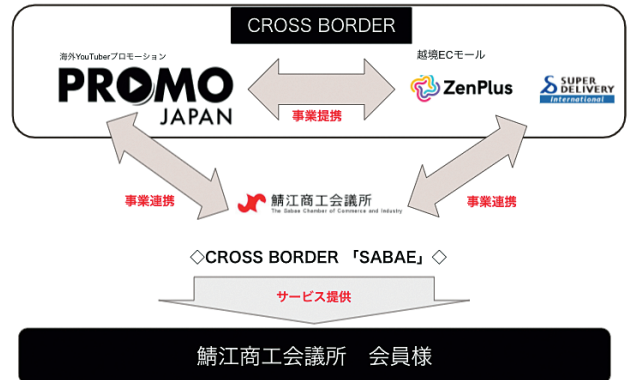 CROSS BORDER
海外YouTuberプロモーション
越境ECモール
PROMO
JAPAN
ZenPlus
SUPER
DELIVERY
International
事業提携
事業連携
鯖江商工会議所
The Sabae Chamber of Commerce and Industry
事業連携
◇CROSS BORDER 「SABAE」◇
サービス提供
鯖江商工会議所　会員様